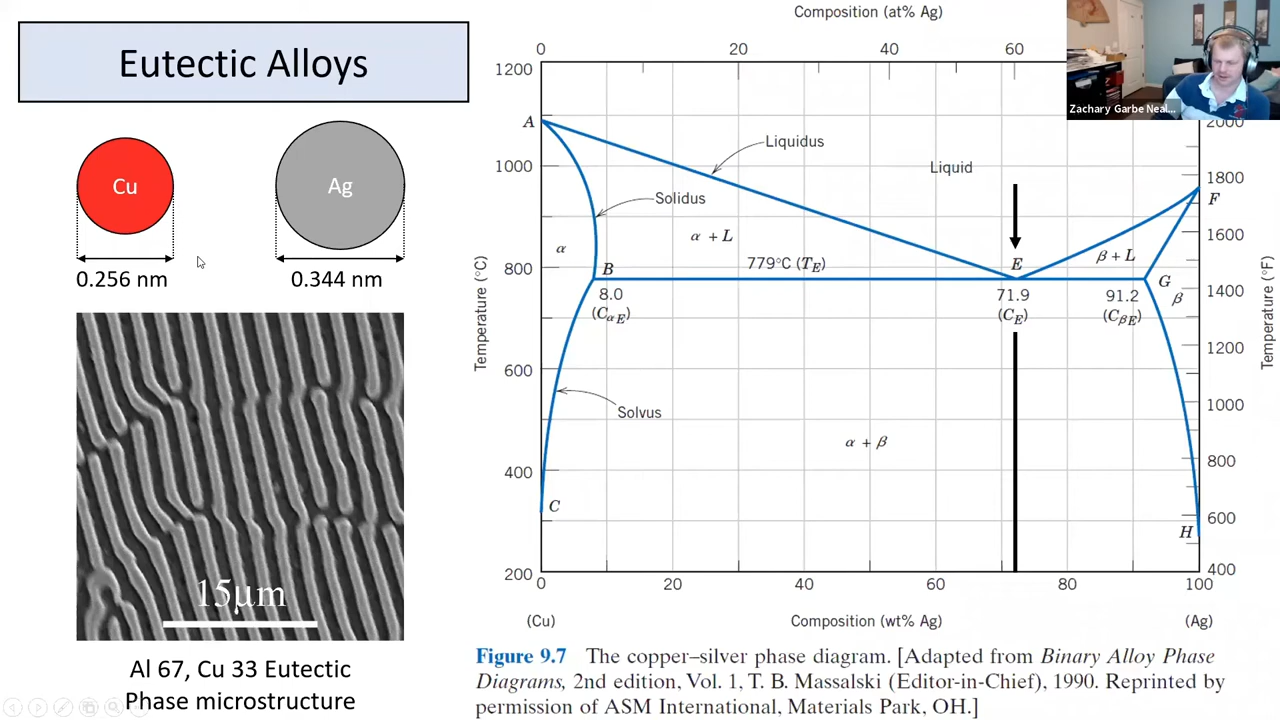 Eutectic Alloys
Cu
Ag
0.256 nm
0.344 nm
15μm
Al 67, Cu 33 Eutectic
Phase microstructure
Composition (at% Ag)
0 20 40 60
1200
1000
800
600
400
200
Temperature (°C)
A
Liquidus
Liquid
Solidus
α
α + L
B
779°C (T_E)
E
β + L
F
G
β
8.0
(C_αE)
71.9
(C_E)
91.2
(C_βE)
Solvus
α + β
C
H
2000
1800
1600
1400
1200
1000
800
600
400
Temperature (°F)
0 20 40 60 80 100
(Cu)
Composition (wt% Ag)
(Ag)
Figure 9.7 The copper–silver phase diagram. [Adapted from Binary Alloy Phase
Diagrams, 2nd edition, Vol. 1, T. B. Massalski (Editor-in-Chief), 1990. Reprinted by
permission of ASM International, Materials Park, OH.]
Zachary Garbe Neal...